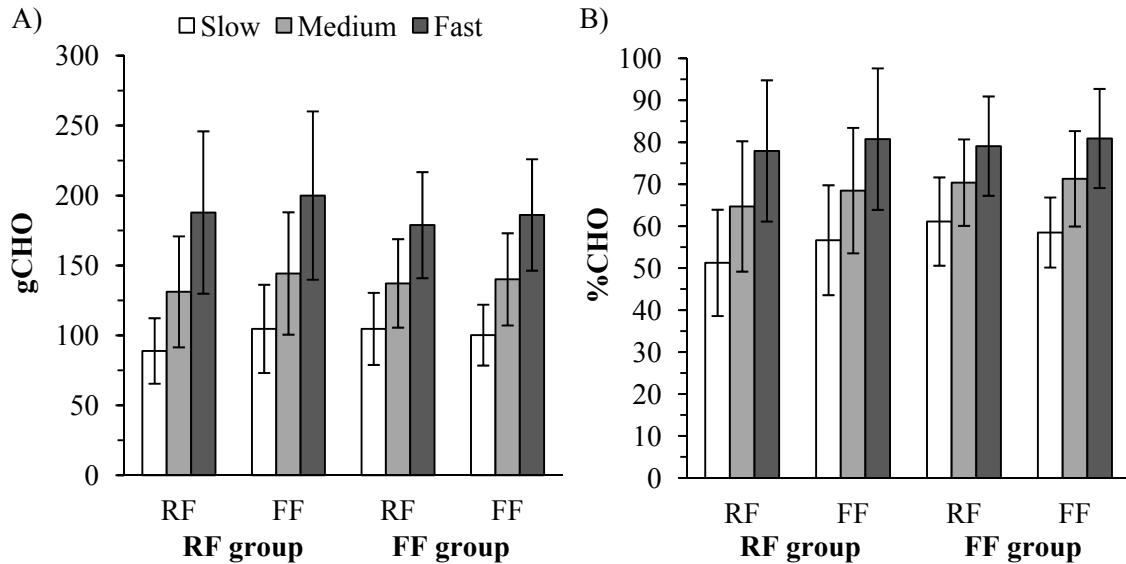 A)
Slow Medium Fast
gCHO
300
250
200
150
100
50
0
RF FF RF FF
RF group FF group
B)
%CHO
100
90
80
70
60
50
40
30
20
10
0
RF FF RF FF
RF group FF group